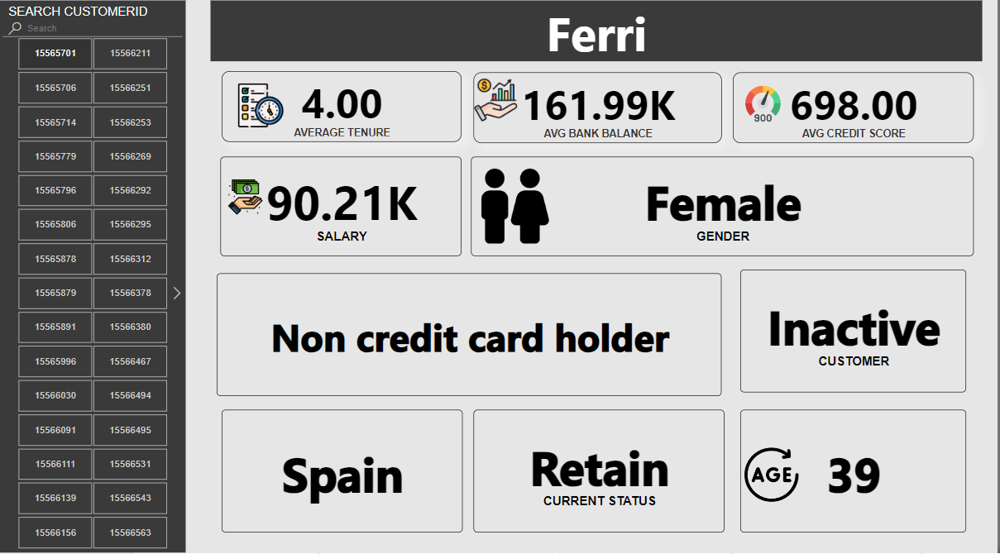 SEARCH CUSTOMERID
Search
15565701 15566211
15565706 15566251
15565714 15566253
15565779 15566269
15565796 15566292
15565806 15566295
15565878 15566312
15565879 15566378
15565891 15566380
15565996 15566467
15566030 15566494
15566091 15566495
15566111 15566531
15566139 15566543
15566156 15566563
Ferri
4.00
AVERAGE TENURE
161.99K
AVG BANK BALANCE
900
698.00
AVG CREDIT SCORE
90.21K
SALARY
Female
GENDER
Non credit card holder
Inactive
CUSTOMER
Spain
Retain
CURRENT STATUS
AGE
39